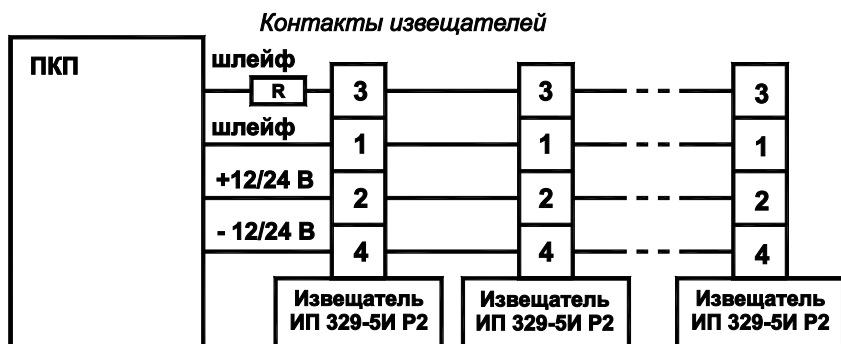 Контакты извещателей
ПКП
шлейф
R
3
3
3
шлейф
1
1
1
+12/24 В
2
2
2
- 12/24 В
4
4
4
Извещатель
ИП 329-5И Р2
Извещатель
ИП 329-5И Р2
Извещатель
ИП 329-5И Р2